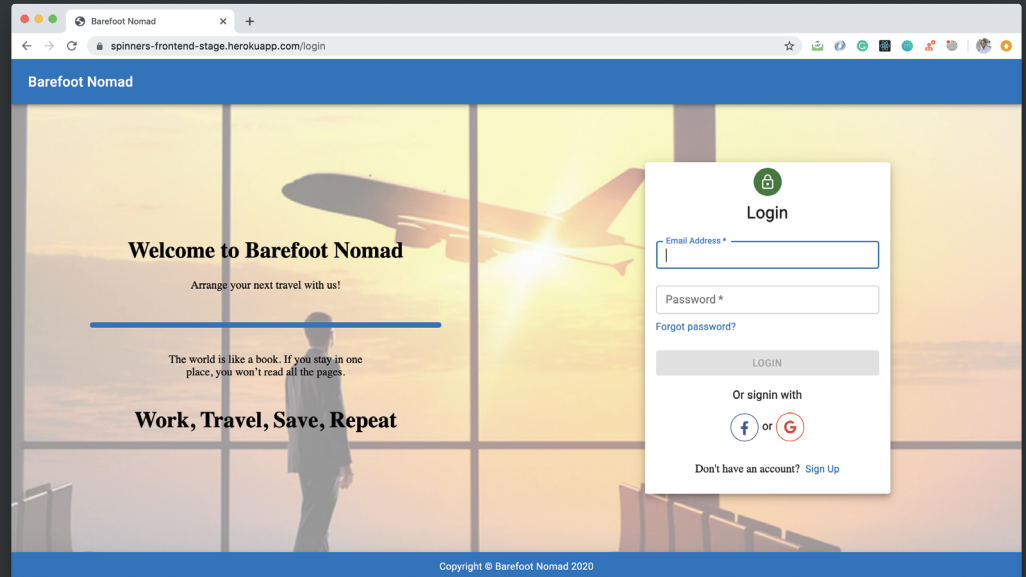 Barefoot Nomad
spinners-frontend-stage.herokuapp.com/login
Barefoot Nomad
Welcome to Barefoot Nomad
Arrange your next travel with us!
The world is like a book. If you stay in one
place, you won’t read all the pages.
Work, Travel, Save, Repeat
Login
Email Address *
Password *
Forgot password?
LOGIN
Or signin with
f or G
Don't have an account? Sign Up
Copyright © Barefoot Nomad 2020